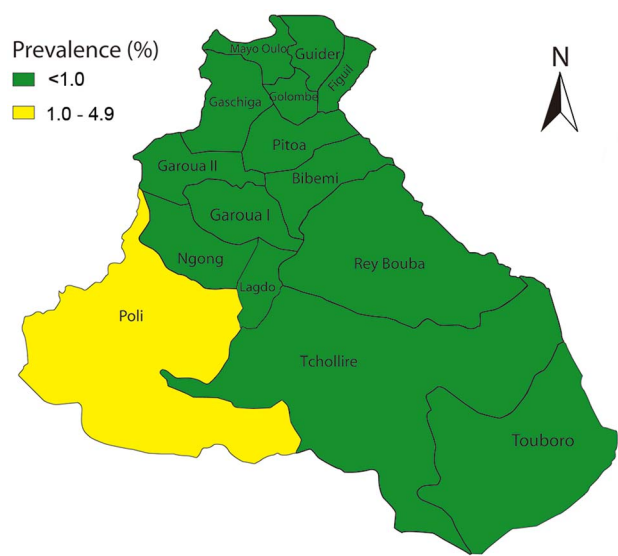 Prevalence (%)
<1.0
1.0 - 4.9
N
Mayo Oulo
Guider
Figuil
Gaschiga
Golombe
Pitoa
Garoua II
Bibemi
Garoua I
Ngong
Rey Bouba
Lagdo
Poli
Tchollire
Touboro